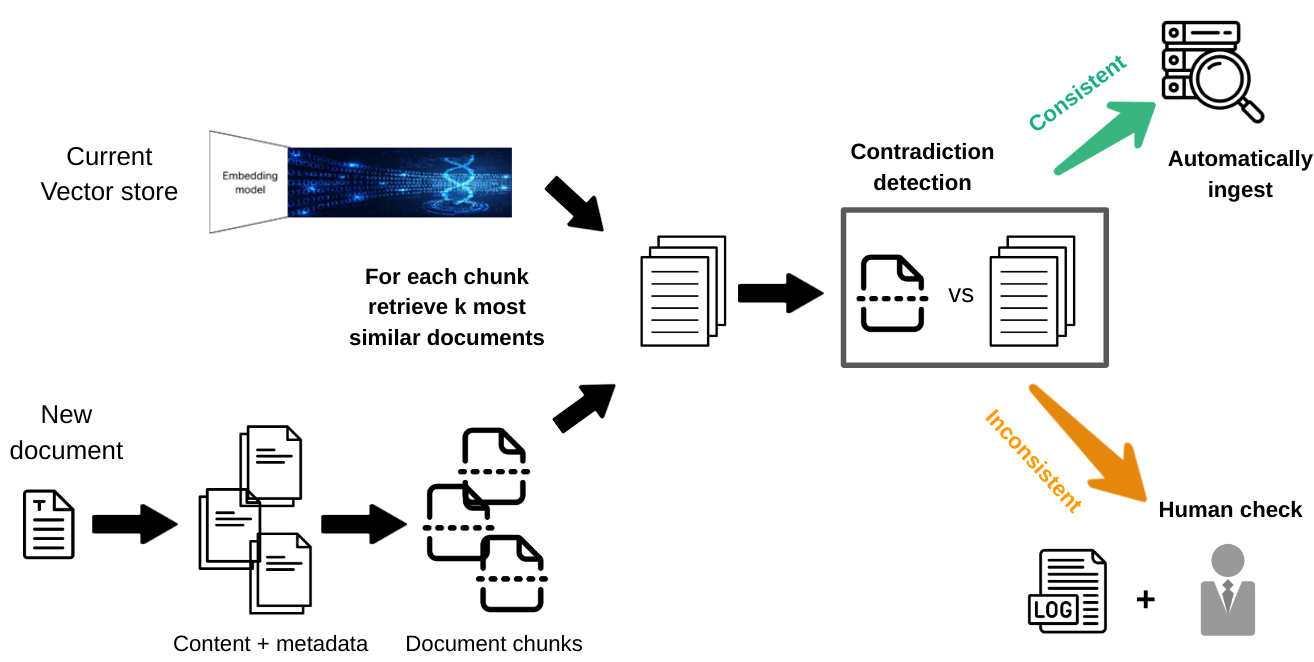 Current
Vector store
Embedding
model
For each chunk
retrieve k most
similar documents
New
document
T
Content + metadata
Document chunks
Contradiction
detection
vs
Consistent
Automatically
ingest
Inconsistent
Human check
LOG
+